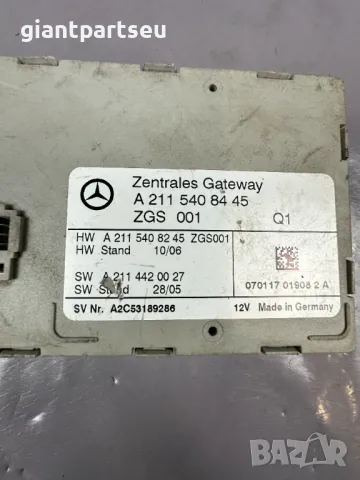 giantpartseu
Zentrales Gateway
A 211 540 84 45
ZGS 001 Q1
HW A 211 540 82 45 ZGS001
HW Stand 10/06
SW A 211 442 00 27
SW Stand 28/05
070117 01908 2 A
SV Nr. A2C53189286 12V Made in Germany
BAZAR